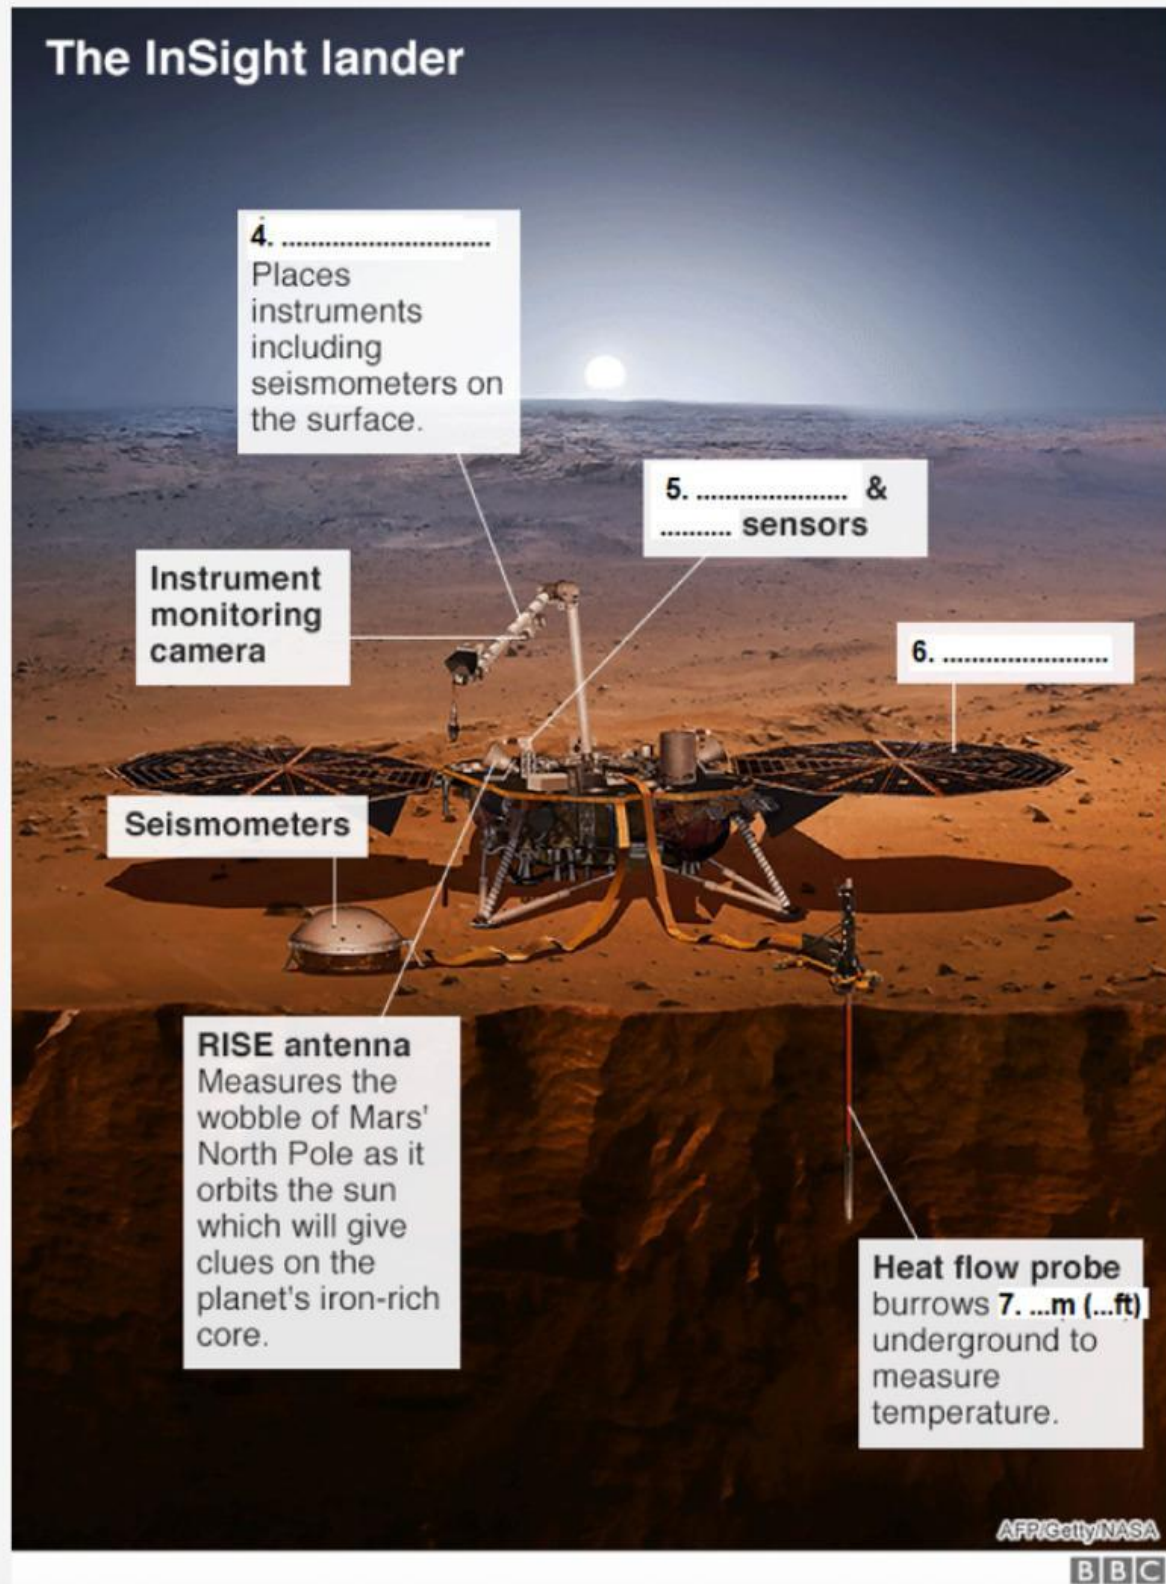 The InSight lander
4. .............................
Places
instruments
including
seismometers on
the surface.
5. ..................... &
.......... sensors
Instrument
monitoring
camera
6. .......................
Seismometers
RISE antenna
Measures the
wobble of Mars'
North Pole as it
orbits the sun
which will give
clues on the
planet's iron-rich
core.
Heat flow probe
burrows 7. ...m (...ft)
underground to
measure
temperature.
AFP/Getty/NASA
BBC